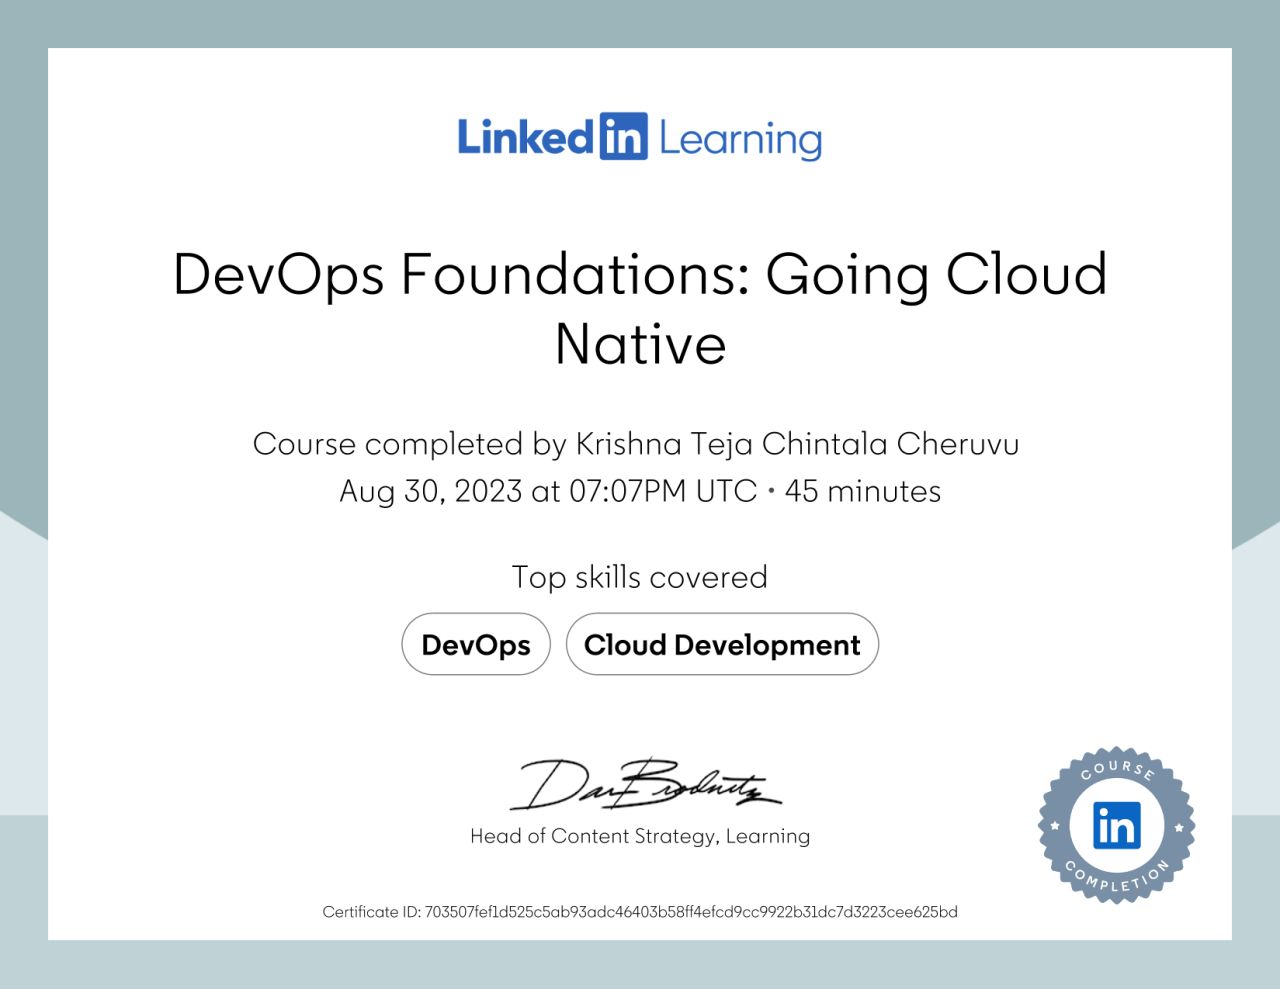 Linked in Learning
DevOps Foundations: Going Cloud
Native
Course completed by Krishna Teja Chintala Cheruvu
Aug 30, 2023 at 07:07PM UTC • 45 minutes
Top skills covered
DevOps Cloud Development
Dan Brodnitz
Head of Content Strategy, Learning
COURSE
in
COMPLETION
Certificate ID: 703507fef1d525c5ab93adc46403b58ff4efcd9cc9922b31dc7d3223cee625bd